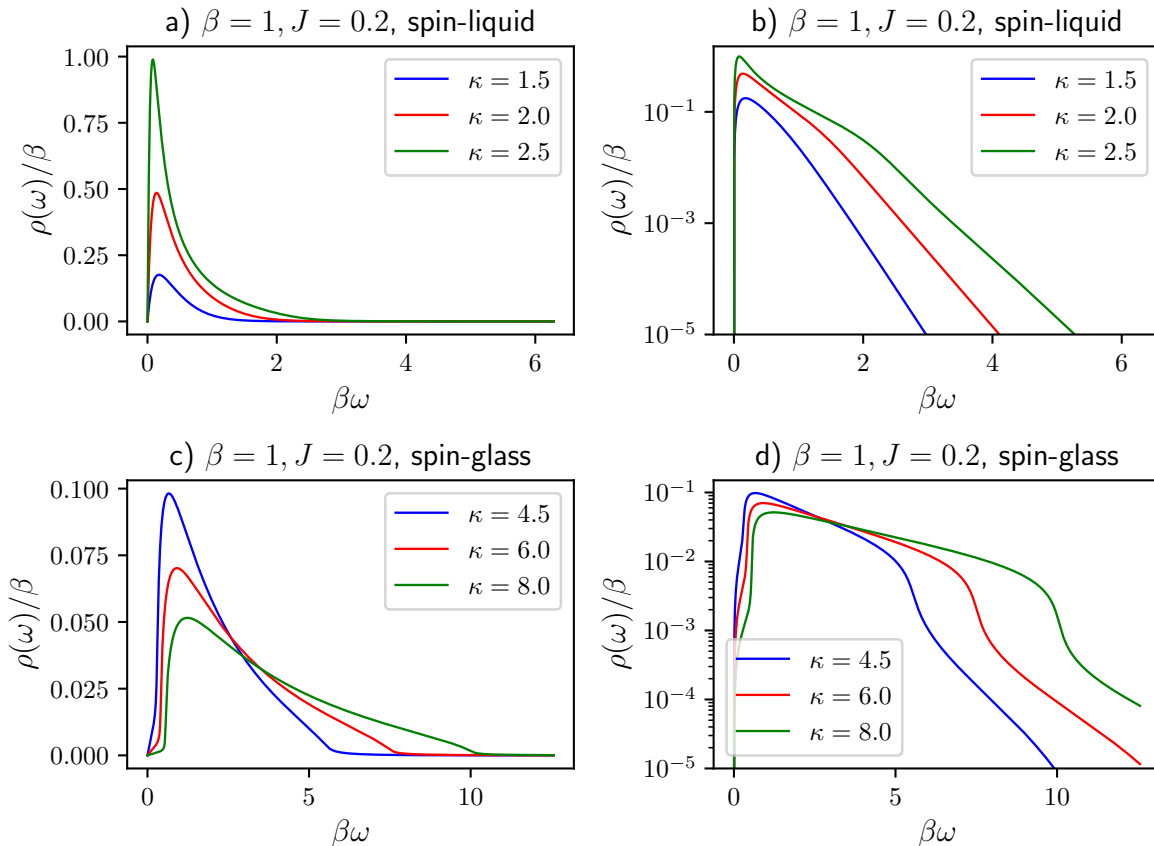 a) β = 1, J = 0.2, spin-liquid
1.00
0.75
0.50
0.25
0.00
ρ(ω)/β
0 2 4 6
βω
κ = 1.5
κ = 2.0
κ = 2.5
b) β = 1, J = 0.2, spin-liquid
10⁻¹
10⁻³
10⁻⁵
ρ(ω)/β
0 2 4 6
βω
κ = 1.5
κ = 2.0
κ = 2.5
c) β = 1, J = 0.2, spin-glass
0.100
0.075
0.050
0.025
0.000
ρ(ω)/β
0 5 10
βω
κ = 4.5
κ = 6.0
κ = 8.0
d) β = 1, J = 0.2, spin-glass
10⁻¹
10⁻²
10⁻³
10⁻⁴
10⁻⁵
ρ(ω)/β
0 5 10
βω
κ = 4.5
κ = 6.0
κ = 8.0